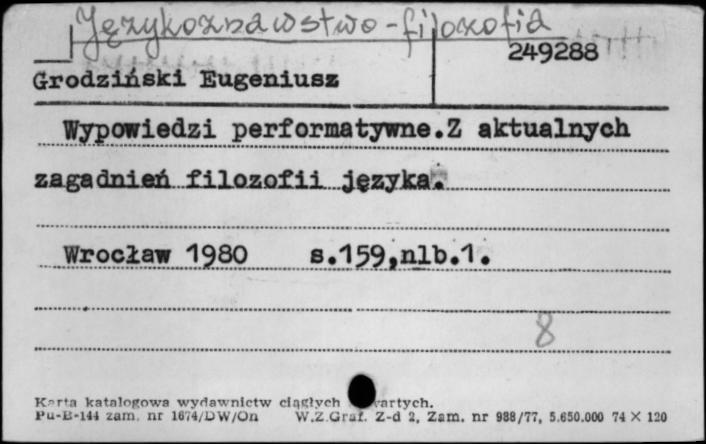 Językoznawstwo - filozofia
249288
Grodziński Eugeniusz
Wypowiedzi performatywne.Z aktualnych
zagadnień filozofii języka.
Wrocław 1980 s.159,nlb.1.
8
Karta katalogowa wydawnictw ciągłych wartych.
Pu-B-144 zam. nr 1674/DW/On W.Z.Graf. Z-d 2, Zam. nr 988/77, 5.650.000 74 X 120